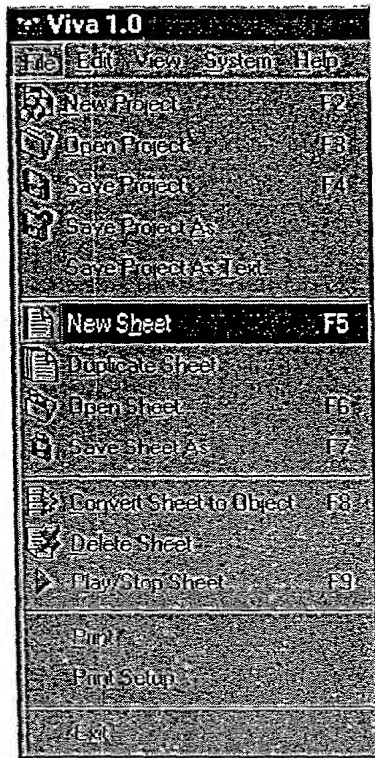 Viva 1.0
File Edit View System Help
New Project F2
Open Project F3
Save Project F4
Save Project As
Save Project As Text
New Sheet F5
Duplicate Sheet
Open Sheet F6
Save Sheet As F7
Convert Sheet to Object F8
Delete Sheet
Play/Stop Sheet F9
Print
Print Setup
Exit